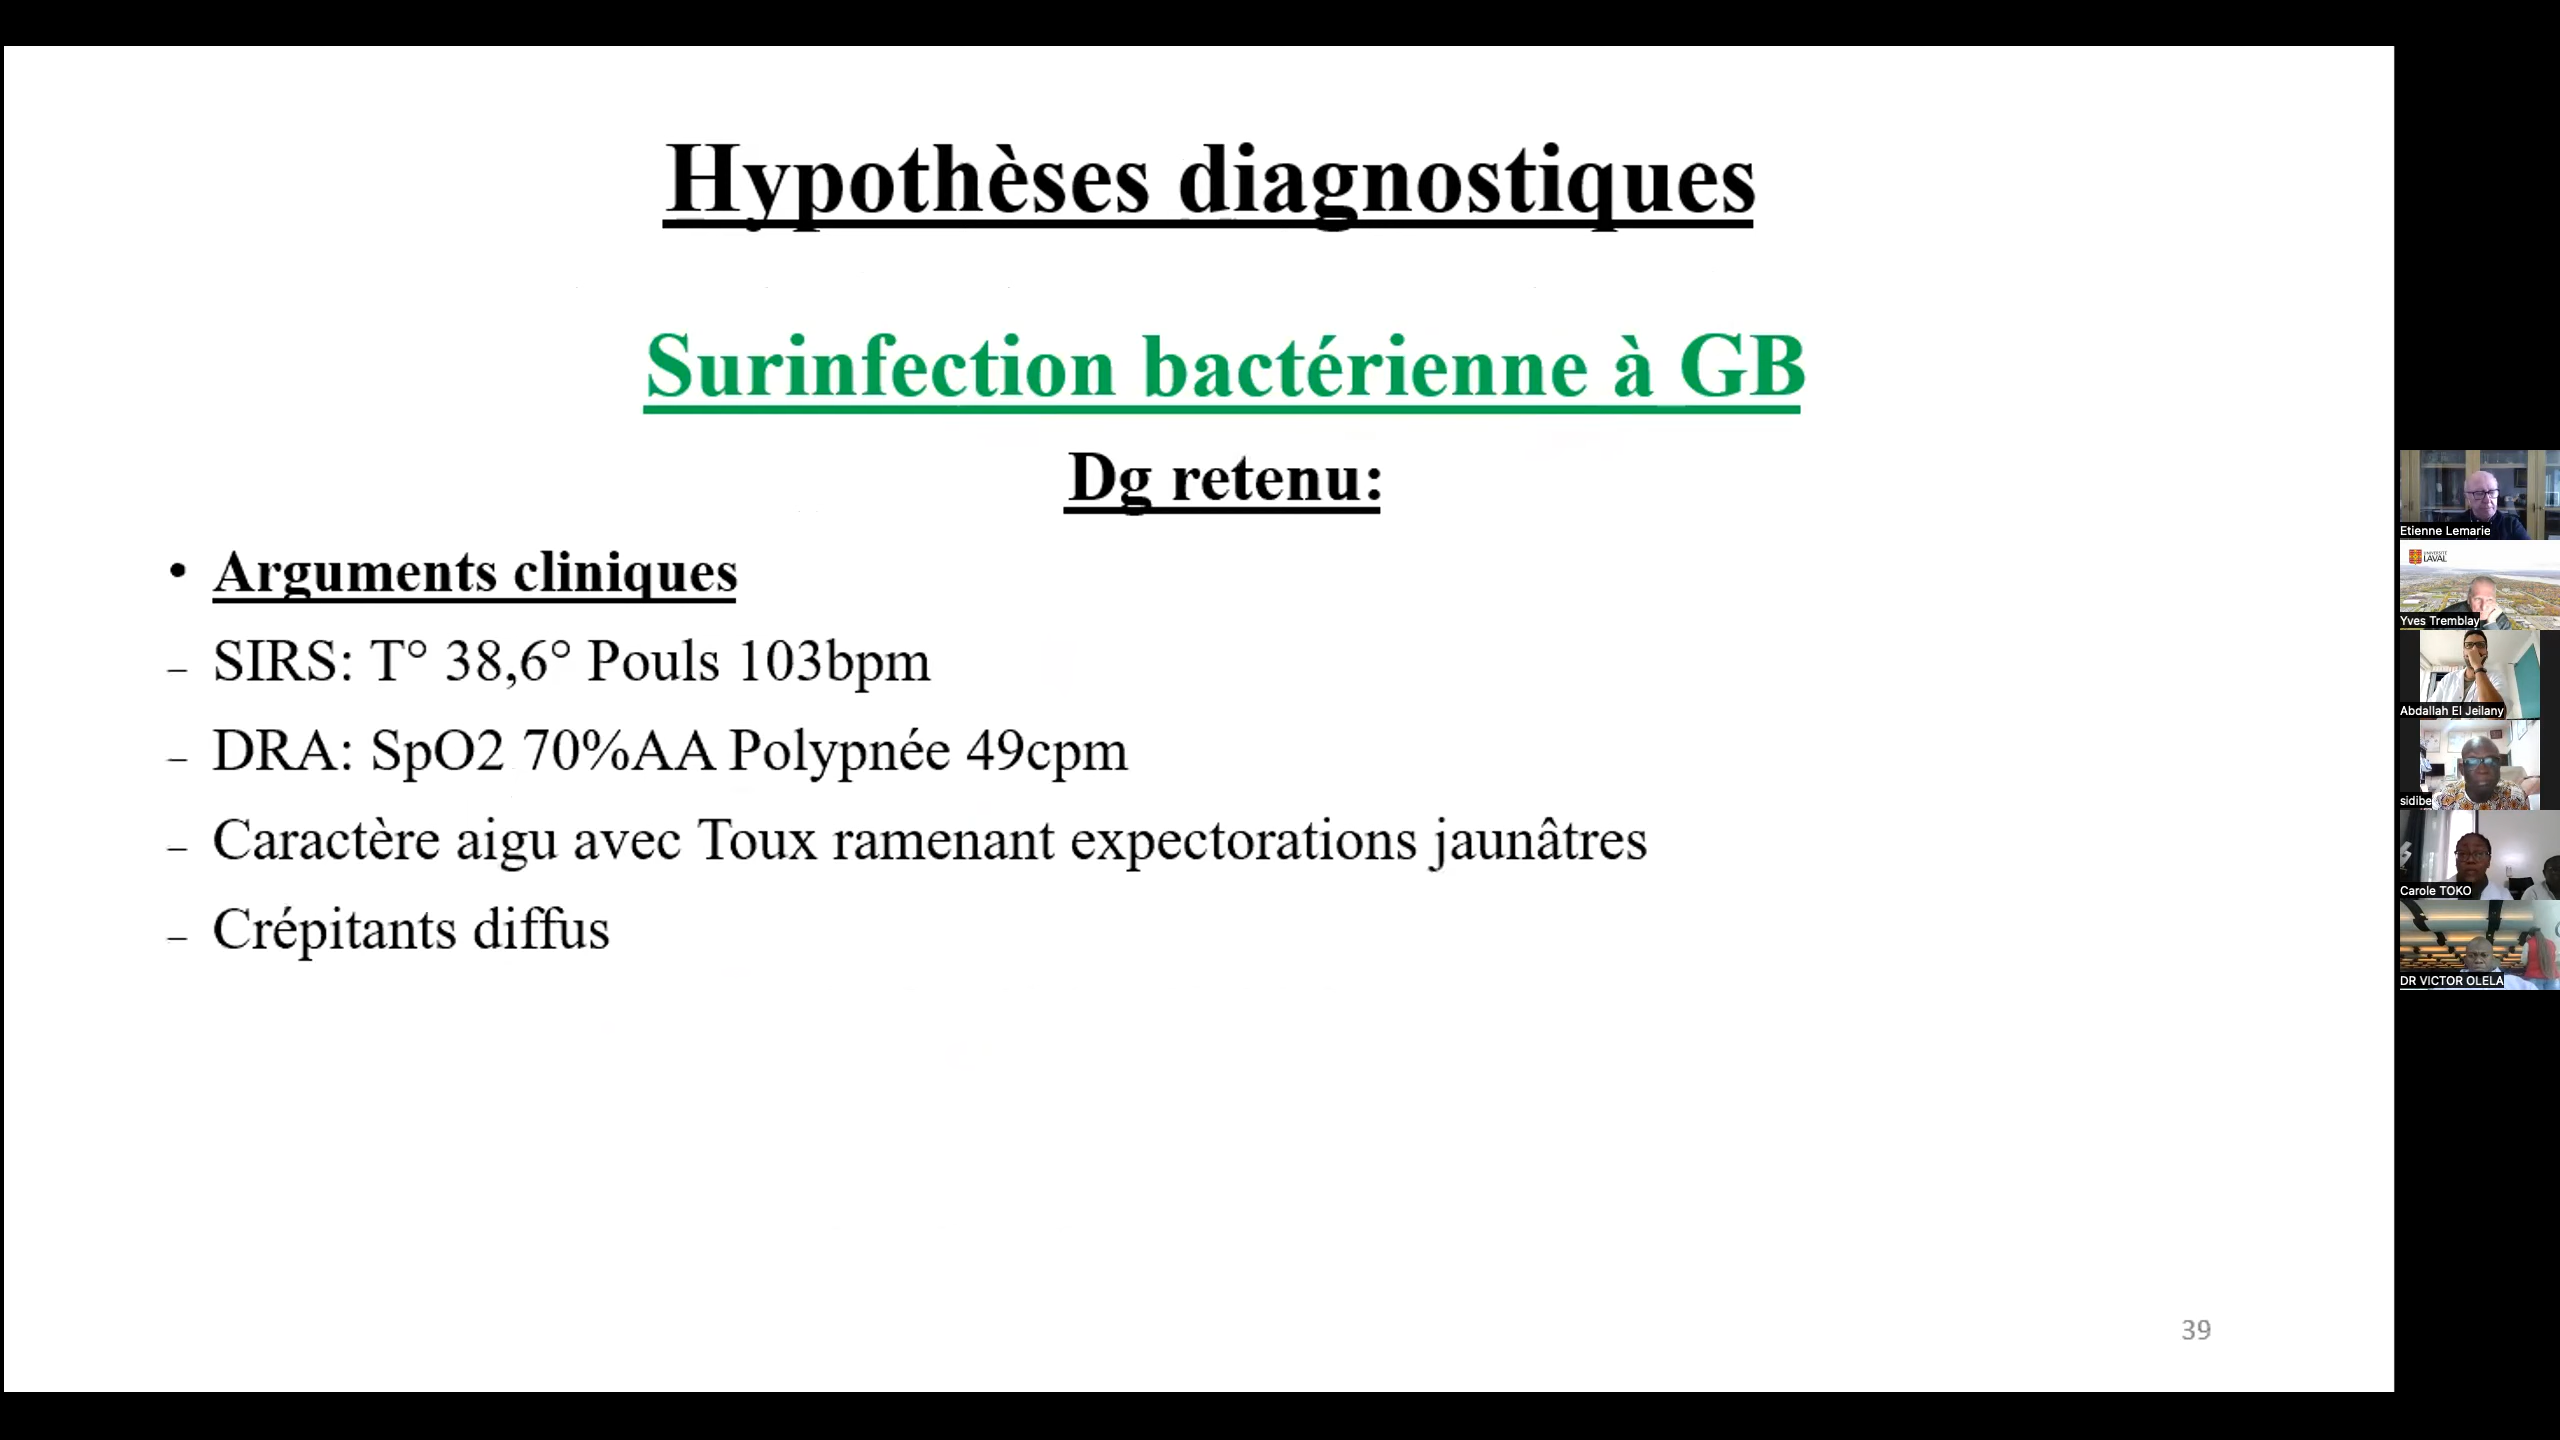 Hypothèses diagnostiques
Surinfection bactérienne à GB
Dg retenu:
• Arguments cliniques
– SIRS: T° 38,6° Pouls 103bpm
– DRA: SpO2 70%AA Polypnée 49cpm
– Caractère aigu avec Toux ramenant expectorations jaunâtres
– Crépitants diffus
39
Etienne Lemarie
UNIVERSITÉ
LAVAL
Yves Tremblay
Abdallah El Jeilany
sidibe
Carole TOKO
DR VICTOR OLELA